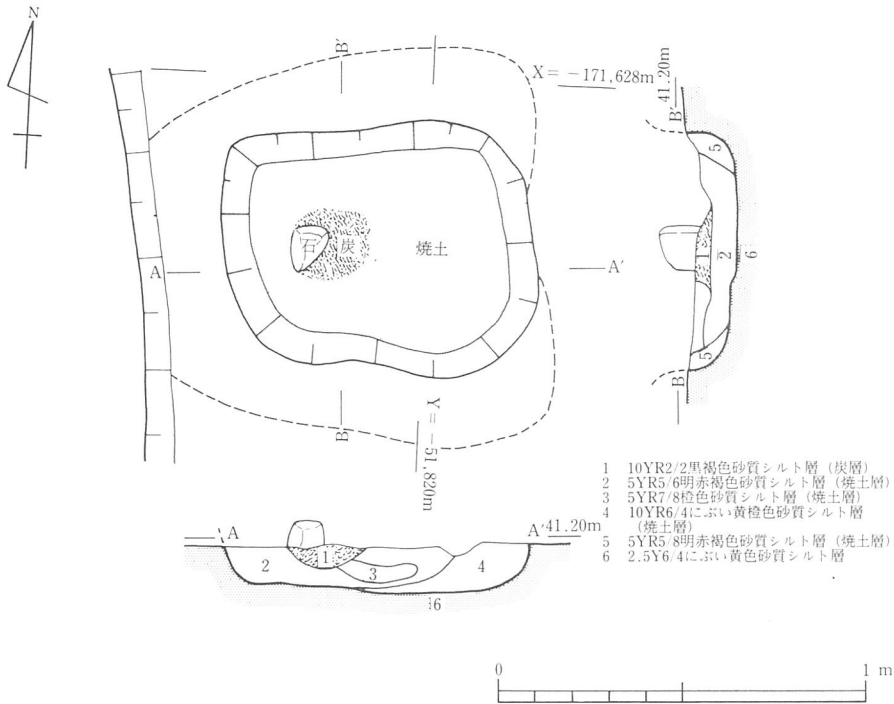 N
B′
X = −171,628m
41.20m
B′
石
炭
焼土
A
A′
B
Y = −51,820m
5
1
2
6
5
B
A
A′ 41.20m
2
1
3
4
6
1 10YR2/2黒褐色砂質シルト層 (炭層)
2 5YR5/6明赤褐色砂質シルト層 (焼土層)
3 5YR7/8橙色砂質シルト層 (焼土層)
4 10YR6/4にぶい黄橙色砂質シルト層
(焼土層)
5 5YR5/8明赤褐色砂質シルト層 (焼土層)
6 2.5Y6/4にぶい黄色砂質シルト層
0
1 m